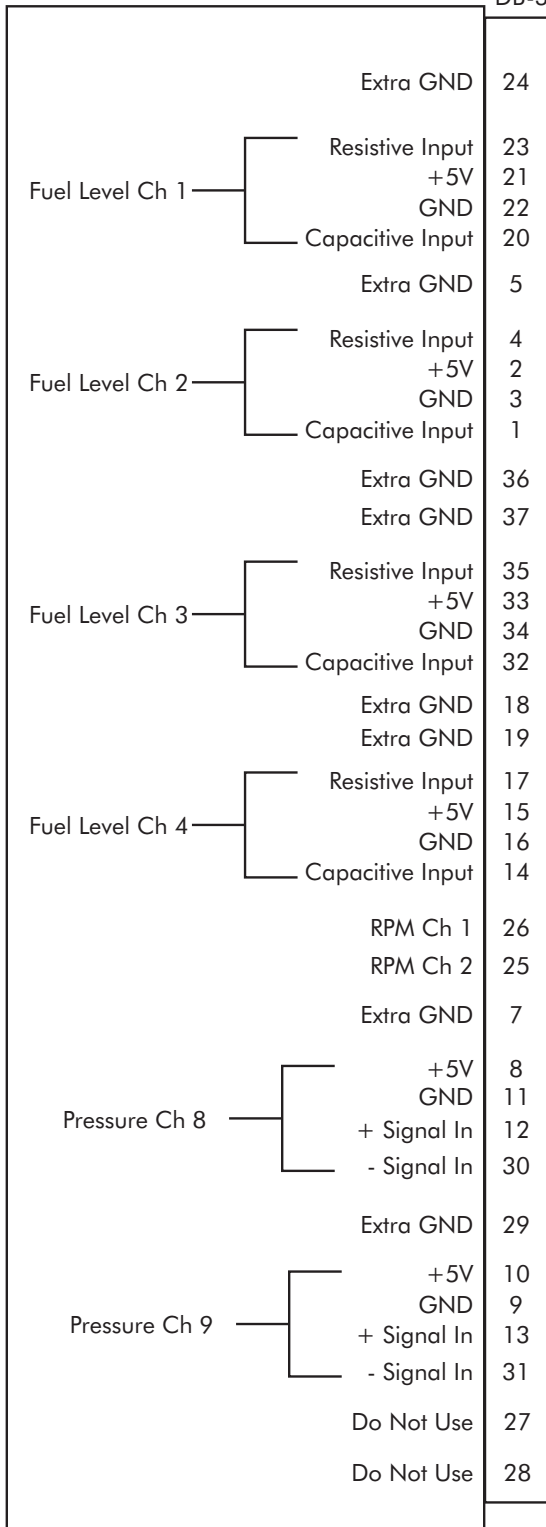 Extra GND 24
Resistive Input 23
+5V 21
Fuel Level Ch 1
GND 22
Capacitive Input 20
Extra GND 5
Resistive Input 4
+5V 2
Fuel Level Ch 2
GND 3
Capacitive Input 1
Extra GND 36
Extra GND 37
Resistive Input 35
+5V 33
Fuel Level Ch 3
GND 34
Capacitive Input 32
Extra GND 18
Extra GND 19
Resistive Input 17
+5V 15
Fuel Level Ch 4
GND 16
Capacitive Input 14
RPM Ch 1 26
RPM Ch 2 25
Extra GND 7
+5V 8
GND 11
Pressure Ch 8
+ Signal In 12
- Signal In 30
Extra GND 29
+5V 10
GND 9
Pressure Ch 9
+ Signal In 13
- Signal In 31
Do Not Use 27
Do Not Use 28